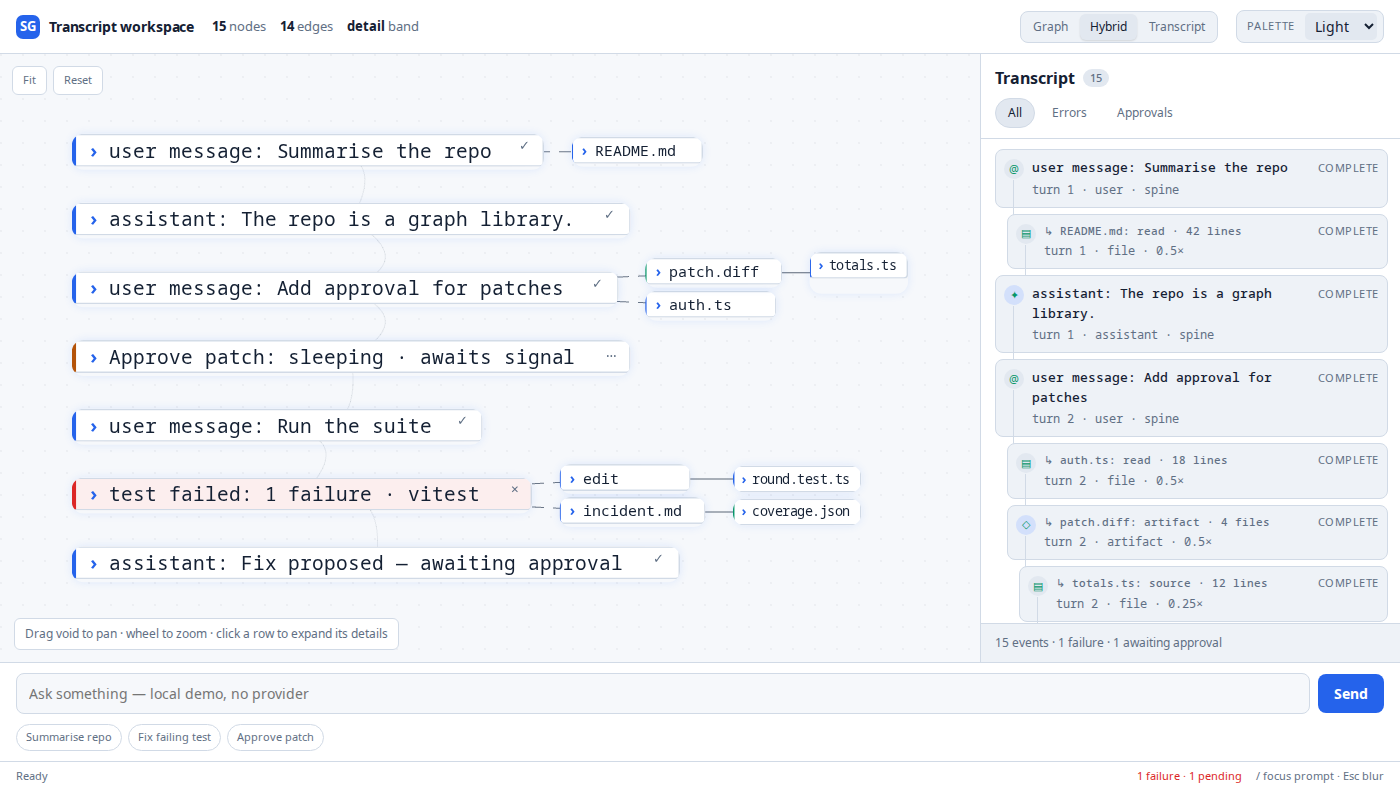 SG Transcript workspace 15 nodes 14 edges detail band Graph Hybrid Transcript PALETTE Light
Fit Reset
› user message: Summarise the repo ✓
› README.md
› assistant: The repo is a graph library. ✓
› user message: Add approval for patches ✓
› patch.diff
› totals.ts
› auth.ts
› Approve patch: sleeping · awaits signal ···
› user message: Run the suite ✓
› test failed: 1 failure · vitest ×
› edit
› round.test.ts
› incident.md
› coverage.json
› assistant: Fix proposed — awaiting approval ✓
Drag void to pan · wheel to zoom · click a row to expand its details
Transcript 15
All Errors Approvals
@ user message: Summarise the repo COMPLETE
turn 1 · user · spine
↳ README.md: read · 42 lines COMPLETE
turn 1 · file · 0.5×
assistant: The repo is a graph COMPLETE
library.
turn 1 · assistant · spine
@ user message: Add approval for COMPLETE
patches
turn 2 · user · spine
↳ auth.ts: read · 18 lines COMPLETE
turn 2 · file · 0.5×
↳ patch.diff: artifact · 4 files COMPLETE
turn 2 · artifact · 0.5×
↳ totals.ts: source · 12 lines COMPLETE
turn 2 · file · 0.25×
15 events · 1 failure · 1 awaiting approval
Ask something — local demo, no provider Send
Summarise repo Fix failing test Approve patch
Ready 1 failure · 1 pending / focus prompt · Esc blur